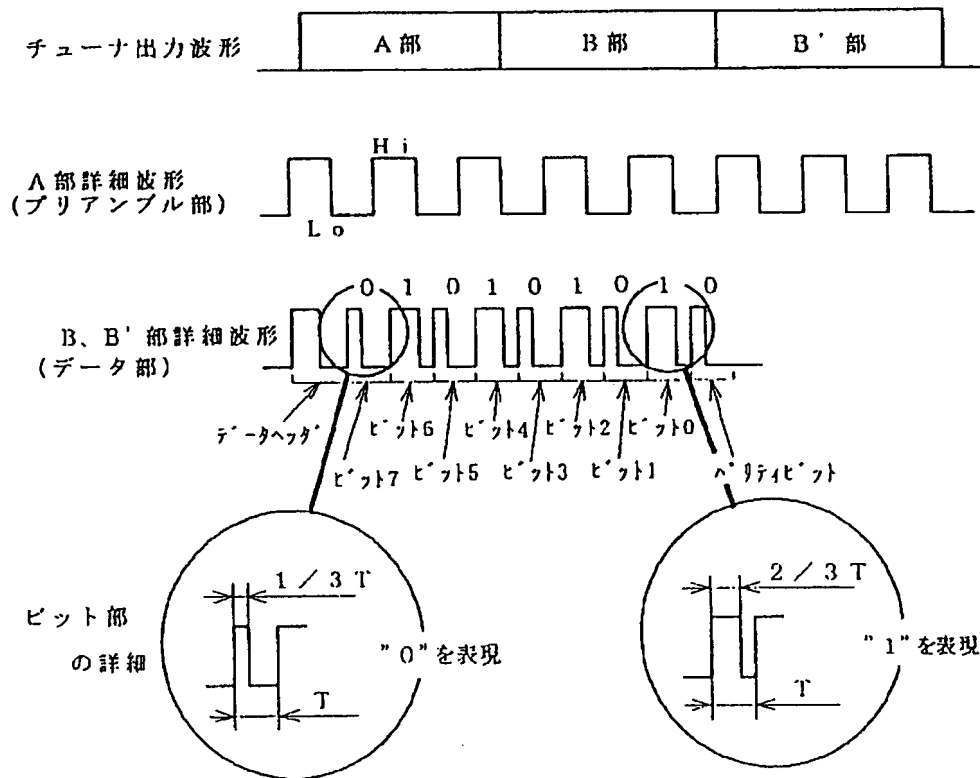 チューナ出力波形
A部 B部 B'部
A部詳細波形
(プリアンブル部)
Hi
Lo
0 1 0 1 0 1 0 1 0
B、B'部詳細波形
(データ部)
データヘッダ ビット6 ビット4 ビット2 ビット0
ビット7 ビット5 ビット3 ビット1 パリティビット
ビット部
の詳細
1/3 T
T
"0"を表現
2/3 T
T
"1"を表現